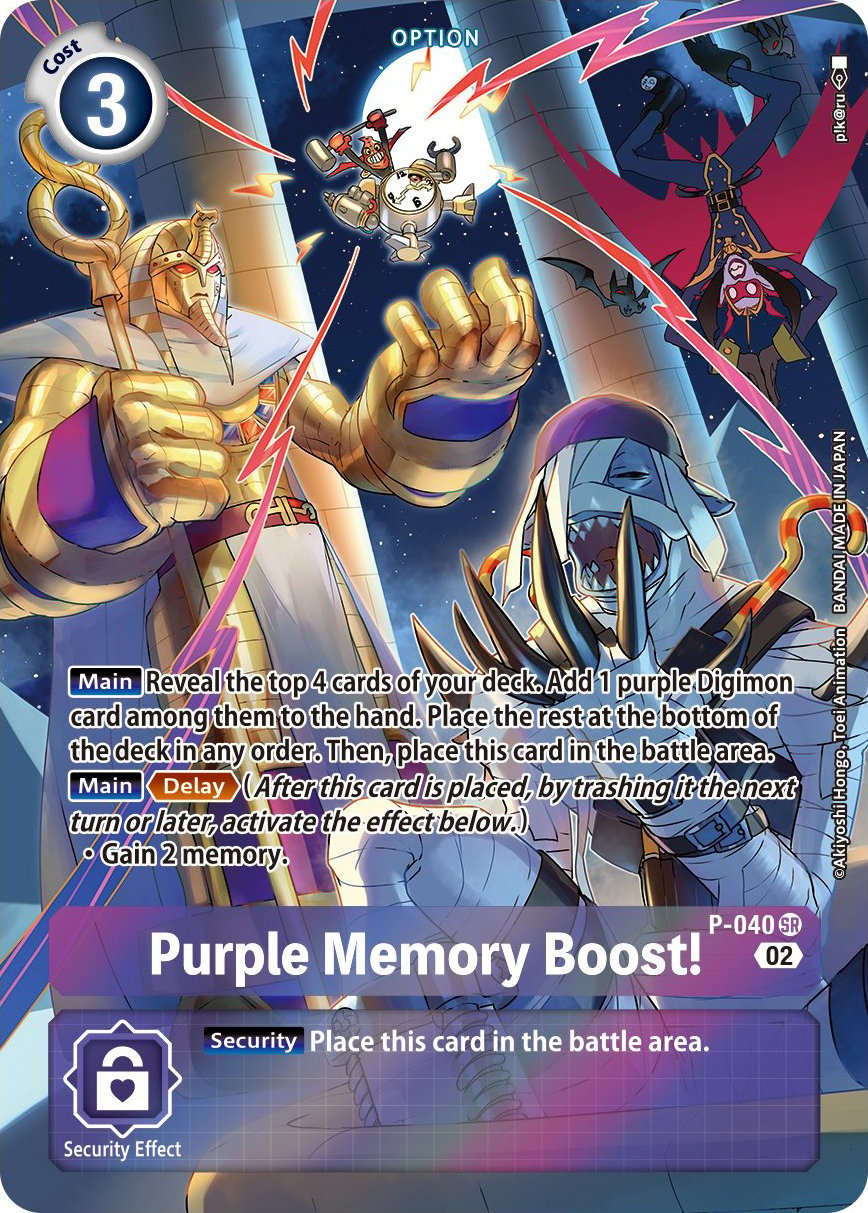 OPTION
Cost
3
p!k@ru
Main Reveal the top 4 cards of your deck. Add 1 purple Digimon
card among them to the hand. Place the rest at the bottom of
the deck in any order. Then, place this card in the battle area.
Main Delay (After this card is placed, by trashing it the next
turn or later, activate the effect below.)
・Gain 2 memory.
©Akiyoshi Hongo, Toei Animation BANDAI MADE IN JAPAN
P-040 SR
Purple Memory Boost!
02
Security Place this card in the battle area.
Security Effect